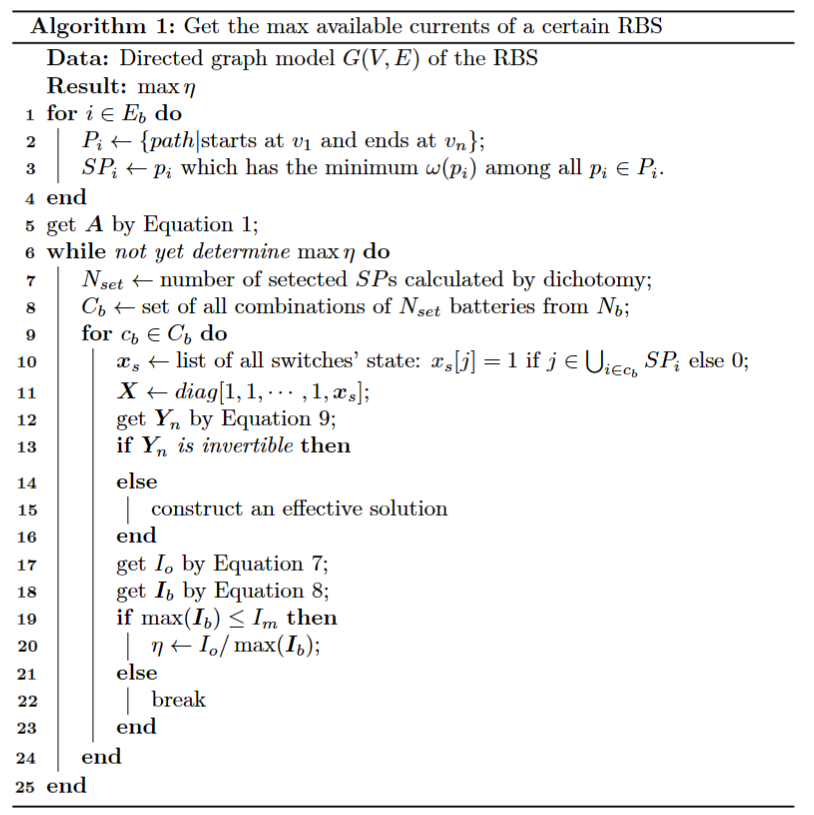 Algorithm 1: Get the max available currents of a certain RBS
Data: Directed graph model G(V, E) of the RBS
Result: max η
1 for i ∈ E_b do
2 P_i ← {path|starts at v_1 and ends at v_n};
3 SP_i ← p_i which has the minimum ω(p_i) among all p_i ∈ P_i.
4 end
5 get A by Equation 1;
6 while not yet determine max η do
7 N_set ← number of setected SPs calculated by dichotomy;
8 C_b ← set of all combinations of N_set batteries from N_b;
9 for c_b ∈ C_b do
10 x_s ← list of all switches' state: x_s[j] = 1 if j ∈ ⋃_{i∈c_b} SP_i else 0;
11 X ← diag[1, 1, ··· , 1, x_s];
12 get Y_n by Equation 9;
13 if Y_n is invertible then
14 else
15 construct an effective solution
16 end
17 get I_o by Equation 7;
18 get I_b by Equation 8;
19 if max(I_b) ≤ I_m then
20 η ← I_o/ max(I_b);
21 else
22 break
23 end
24 end
25 end